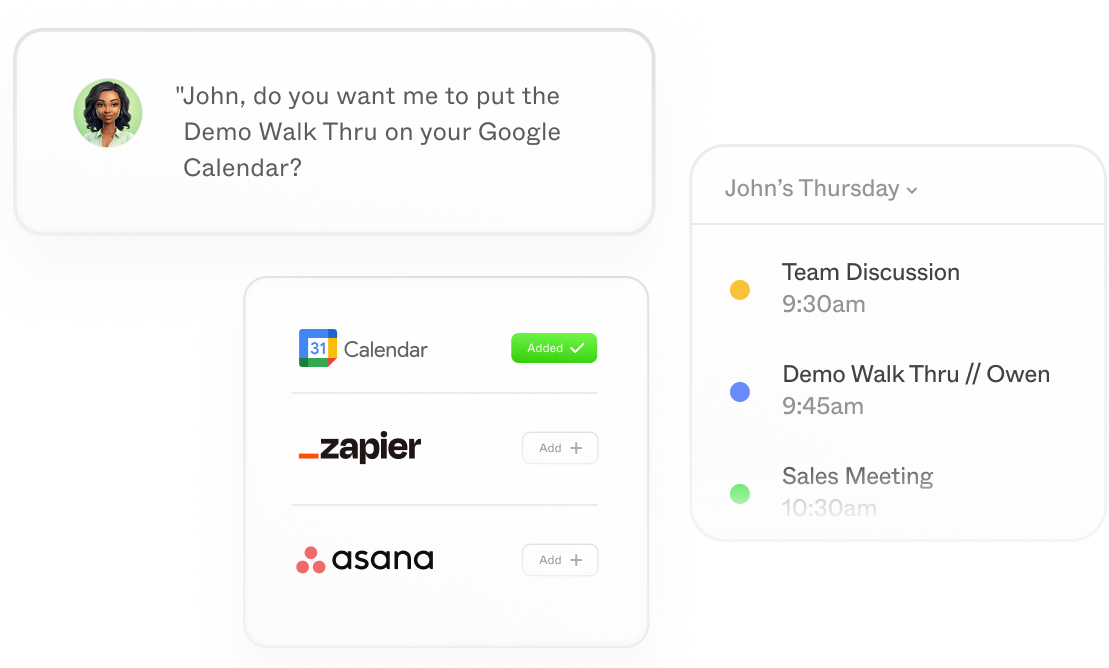 "John, do you want me to put the
Demo Walk Thru on your Google
Calendar?
John’s Thursday
Team Discussion
9:30am
Demo Walk Thru // Owen
9:45am
Sales Meeting
10:30am
31 Calendar Added
zapier Add
asana Add